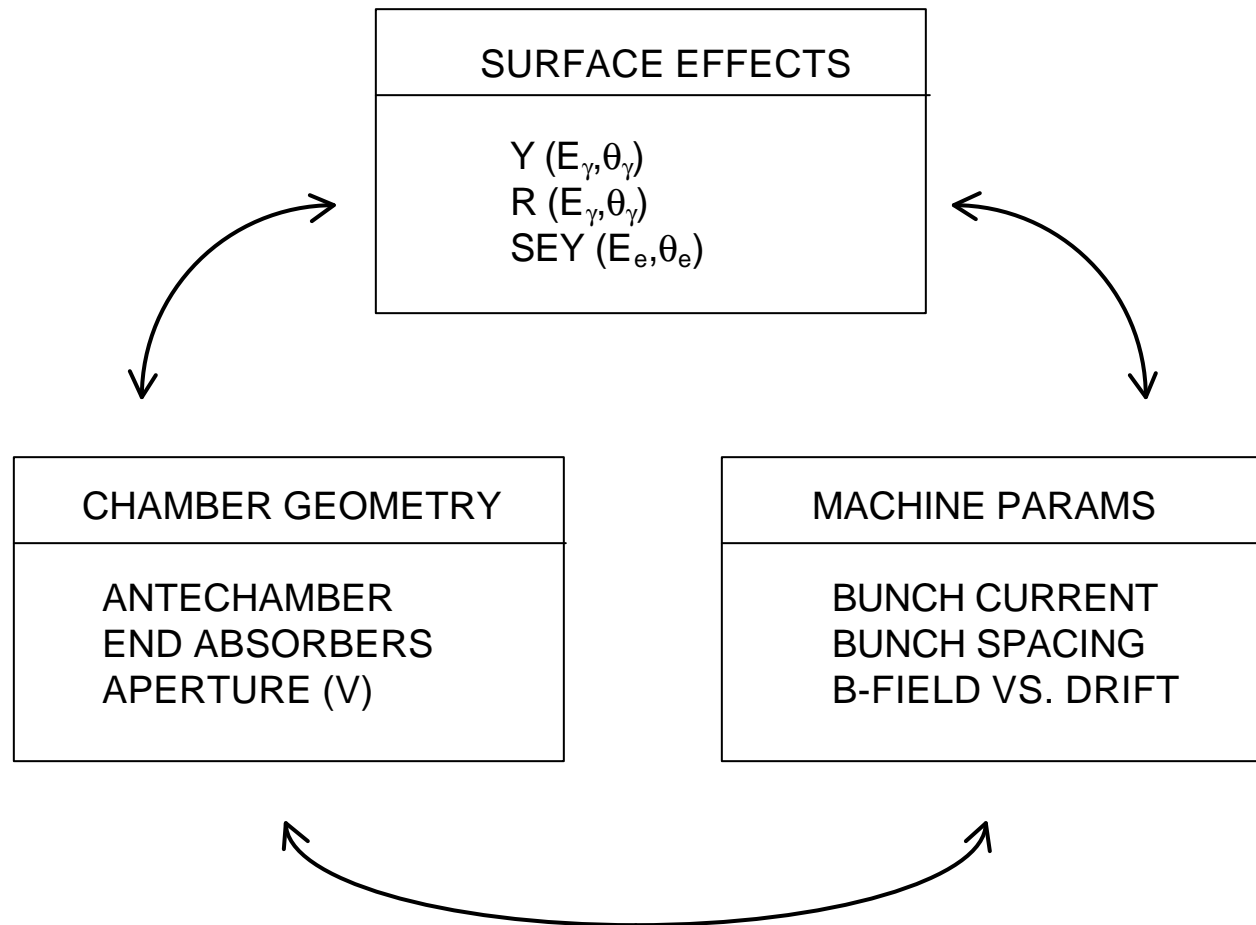 SURFACE EFFECTS
Y (Eγ,θγ)
R (Eγ,θγ)
SEY (Ee,θe)
CHAMBER GEOMETRY
ANTECHAMBER
END ABSORBERS
APERTURE (V)
MACHINE PARAMS
BUNCH CURRENT
BUNCH SPACING
B-FIELD VS. DRIFT